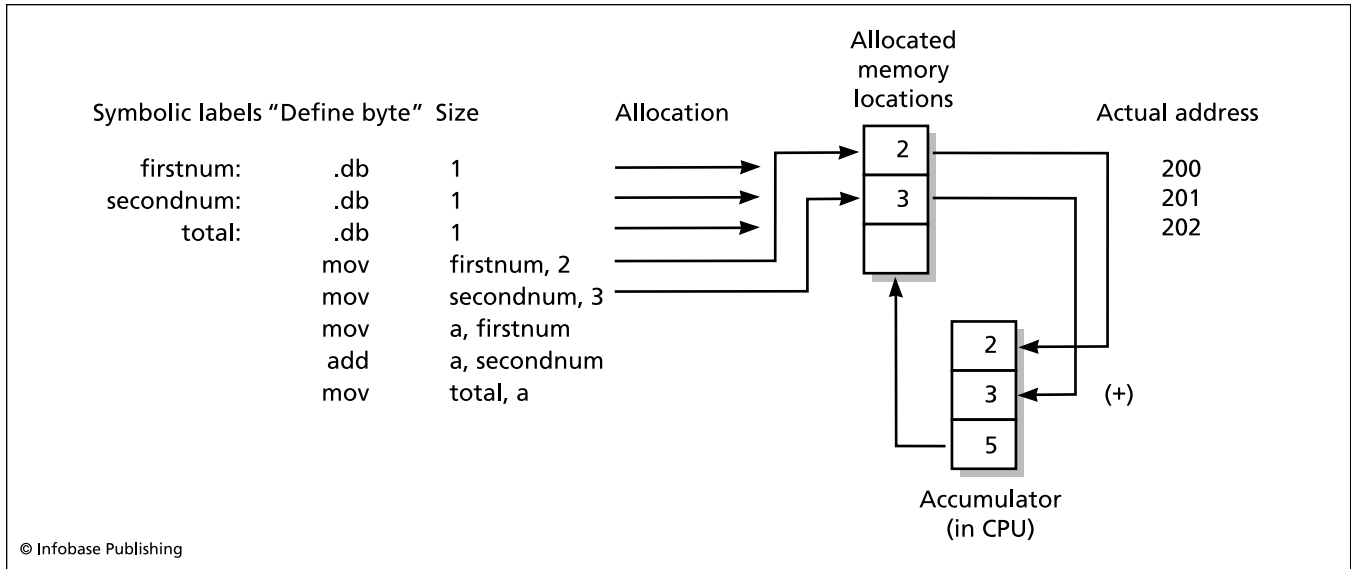 Allocated
memory
locations
Symbolic labels "Define byte" Size Allocation Actual address
firstnum: .db 1 2 200
secondnum: .db 1 3 201
total: .db 1 202
mov firstnum, 2
mov secondnum, 3
mov a, firstnum 2
add a, secondnum
mov total, a 3 (+)
5
Accumulator
(in CPU)
© Infobase Publishing